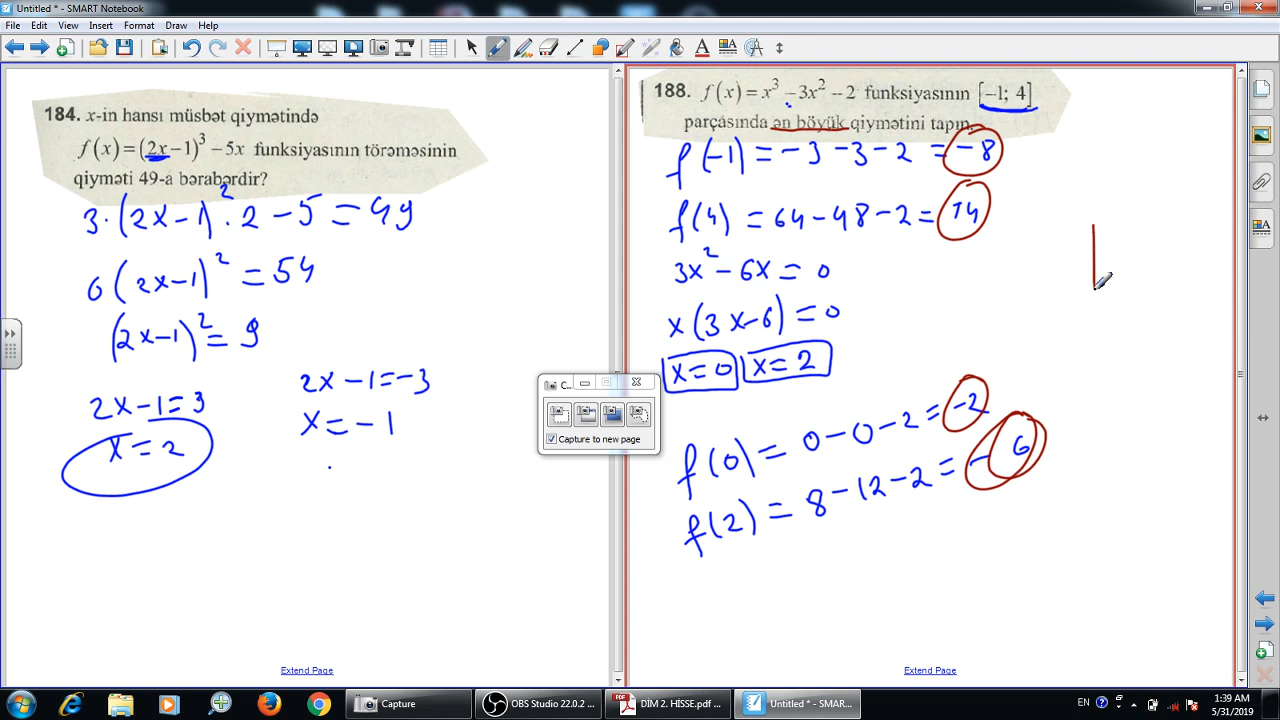 Untitled * - SMART Notebook
File Edit View Insert Format Draw Help
184. x-in hansı müsbət qiymətində
f(x)=(2x-1)³-5x funksiyasının törəməsinin
qiyməti 49-a bərabərdir?
3·(2x-1)²·2-5=49
6(2x-1)²=54
(2x-1)²=9
2x-1=3
x=2
2x-1=-3
x=-1
Extend Page
188. f(x)=x³-3x²-2 funksiyasının [-1; 4]
parçasında ən böyük qiymətini tapın.
f(-1)=-3-3-2=-8
f(4)=64-48-2=14
3x²-6x=0
x(3x-6)=0
x=0 x=2
f(0)=0-0-2=-2
f(2)=8-12-2=-6
Extend Page
C...
Capture to new page
Capture
OBS Studio 22.0.2 ...
DİM 2. HİSSE.pdf ...
Untitled * - SMAR...
EN
1:39 AM
5/31/2019